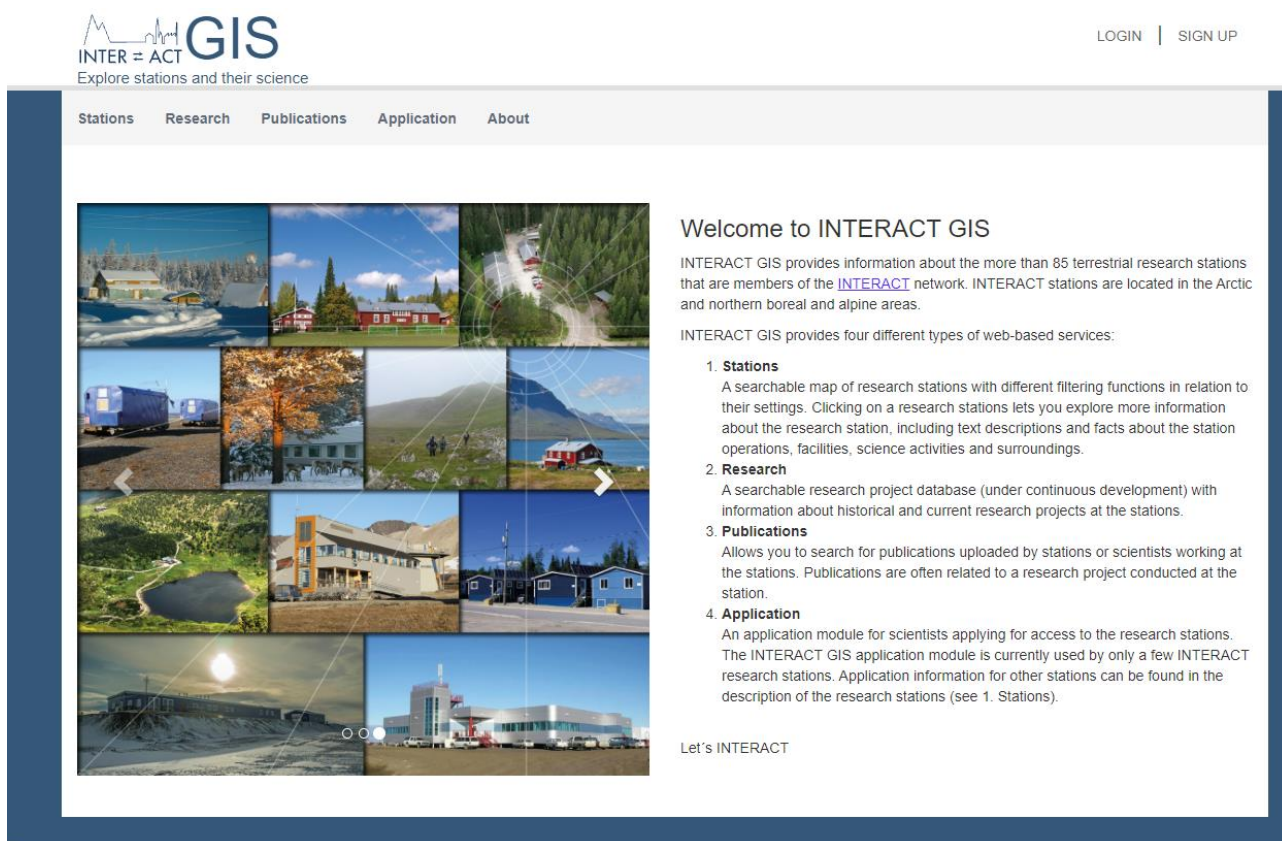 INTER ⇄ ACT GIS
Explore stations and their science
LOGIN | SIGN UP
Stations Research Publications Application About
Welcome to INTERACT GIS
INTERACT GIS provides information about the more than 85 terrestrial research stations
that are members of the INTERACT network. INTERACT stations are located in the Arctic
and northern boreal and alpine areas.
INTERACT GIS provides four different types of web-based services:
1. Stations
A searchable map of research stations with different filtering functions in relation to
their settings. Clicking on a research stations lets you explore more information
about the research station, including text descriptions and facts about the station
operations, facilities, science activities and surroundings.
2. Research
A searchable research project database (under continuous development) with
information about historical and current research projects at the stations.
3. Publications
Allows you to search for publications uploaded by stations or scientists working at
the stations. Publications are often related to a research project conducted at the
station.
4. Application
An application module for scientists applying for access to the research stations.
The INTERACT GIS application module is currently used by only a few INTERACT
research stations. Application information for other stations can be found in the
description of the research stations (see 1. Stations).
Let´s INTERACT